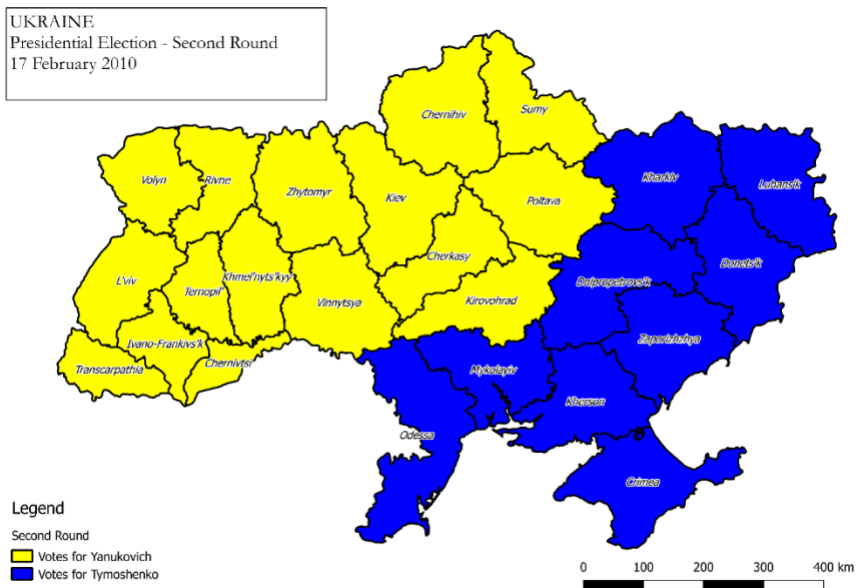 UKRAINE
Presidential Election - Second Round
17 February 2010
Chernihiv
Sumy
Volyn
Rivne
Zhytomyr
Kiev
Poltava
Kharkiv
Luhans'k
L'viv
Ternopil'
Khmel'nyts'kyy
Vinnytsya
Cherkasy
Kirovohrad
Dnipropetrovs'k
Donets'k
Ivano-Frankivs'k
Transcarpathia
Chernivtsi
Zaporizhzhya
Mykolayiv
Kherson
Odessa
Crimea
Legend
Second Round
Votes for Yanukovich
Votes for Tymoshenko
0 100 200 300 400 km